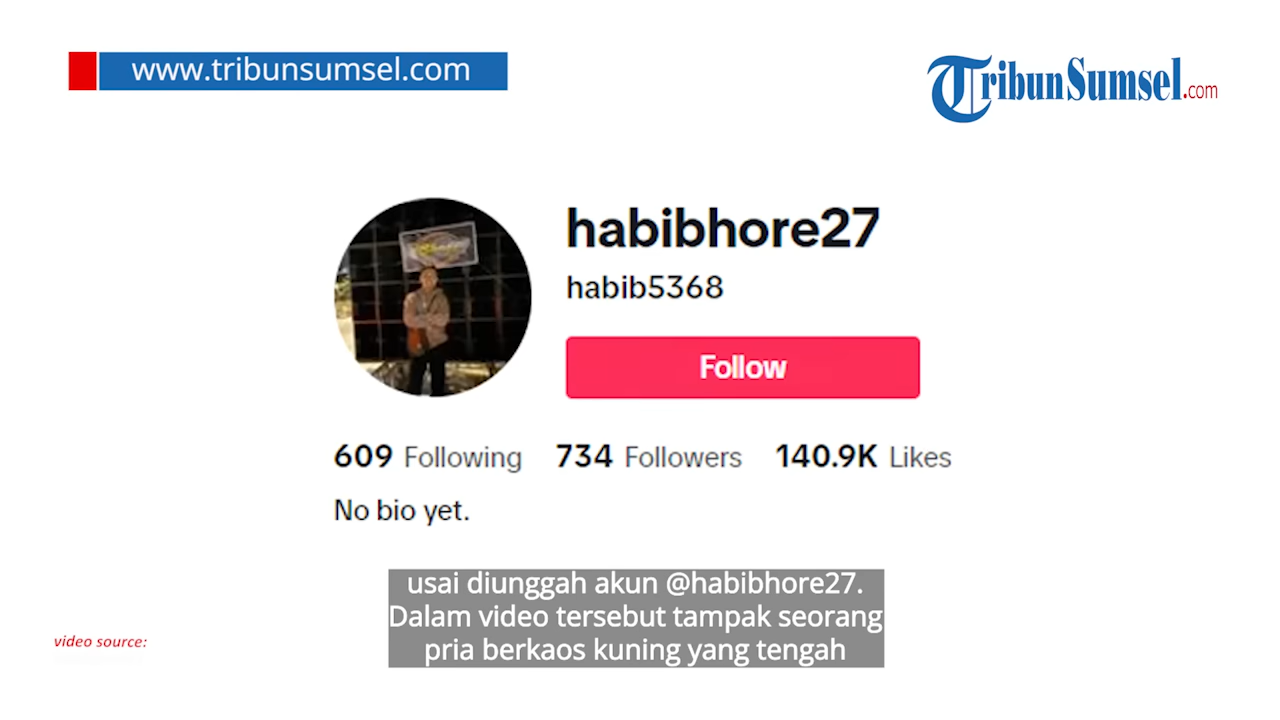 www.tribunsumsel.com
TribunSumsel.com
habibhore27
habib5368
Follow
609 Following 734 Followers 140.9K Likes
No bio yet.
usai diunggah akun @habibhore27.
Dalam video tersebut tampak seorang
pria berkaos kuning yang tengah
video source: